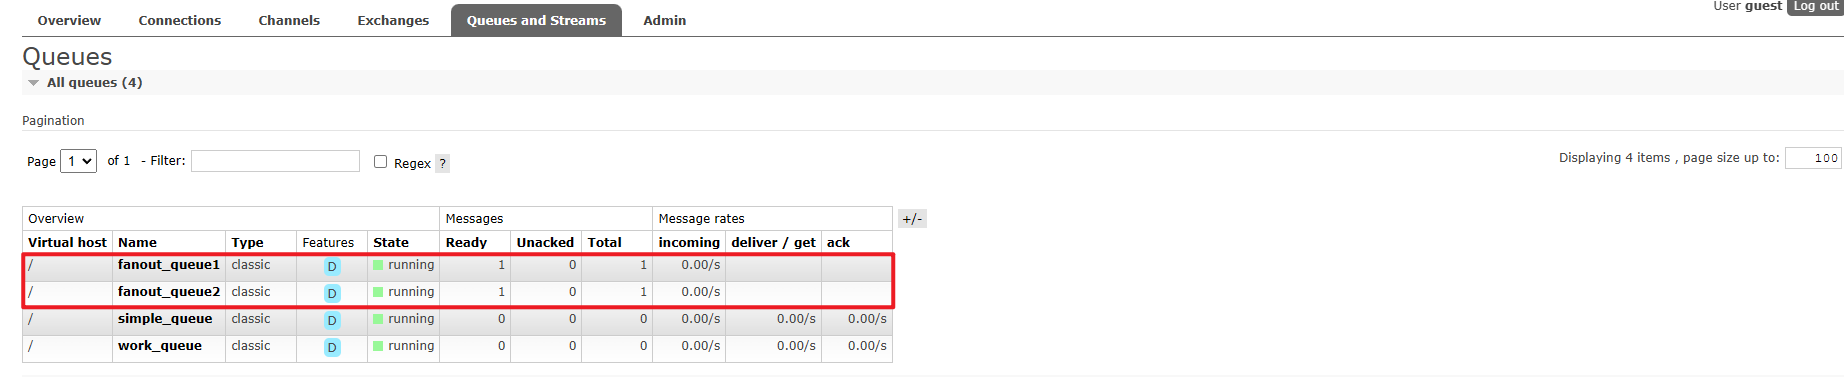 User guest Log out
Overview Connections Channels Exchanges Queues and Streams Admin
Queues
All queues (4)
Pagination
Page 1 of 1 - Filter: Regex ? Displaying 4 items , page size up to: 100
Overview Messages Message rates +/-
Virtual host Name Type Features State Ready Unacked Total incoming deliver / get ack
/ fanout_queue1 classic D running 1 0 1 0.00/s
/ fanout_queue2 classic D running 1 0 1 0.00/s
/ simple_queue classic D running 0 0 0 0.00/s 0.00/s 0.00/s
/ work_queue classic D running 0 0 0 0.00/s 0.00/s 0.00/s